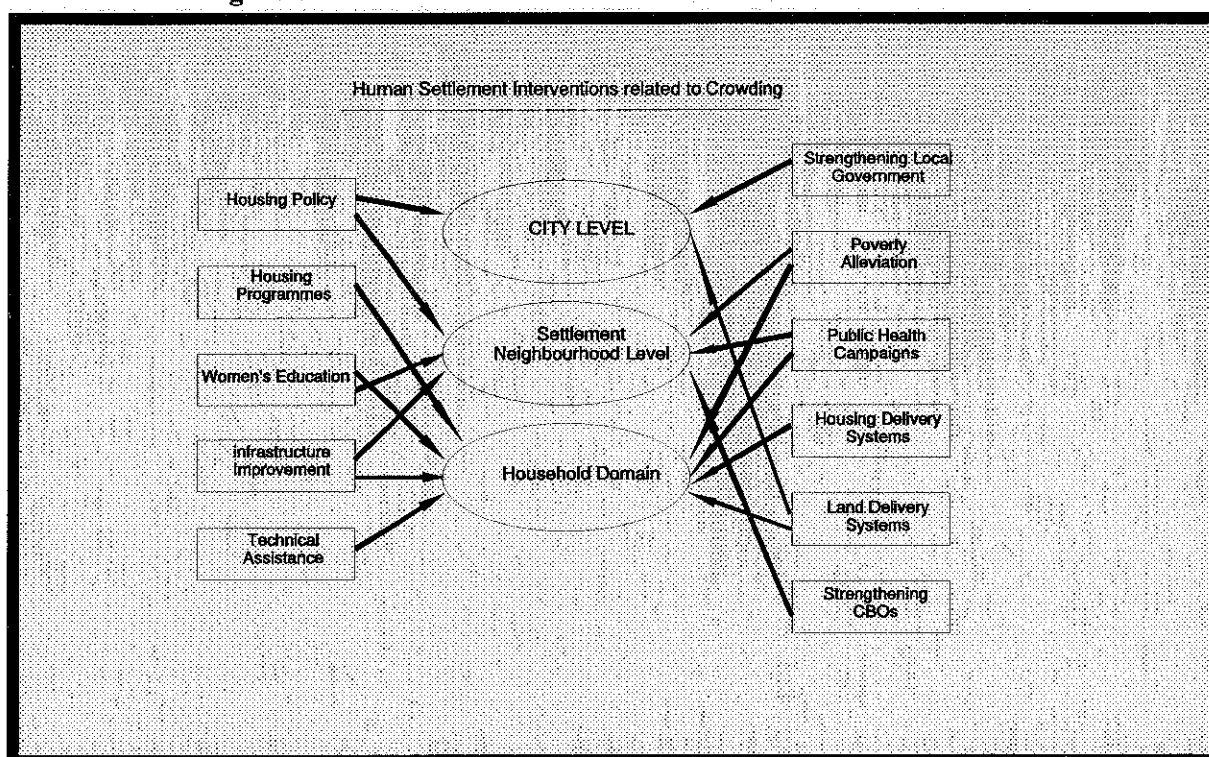 Human Settlement Interventions related to Crowding
Housing Policy
Housing
Programmes
Women's Education
Infrastructure
Improvement
Technical
Assistance
CITY LEVEL
Settlement
Neighbourhood Level
Household Domain
Strengthening Local
Government
Poverty
Alleviation
Public Health
Campaigns
Housing Delivery
Systems
Land Delivery
Systems
Strengthening
CBOs